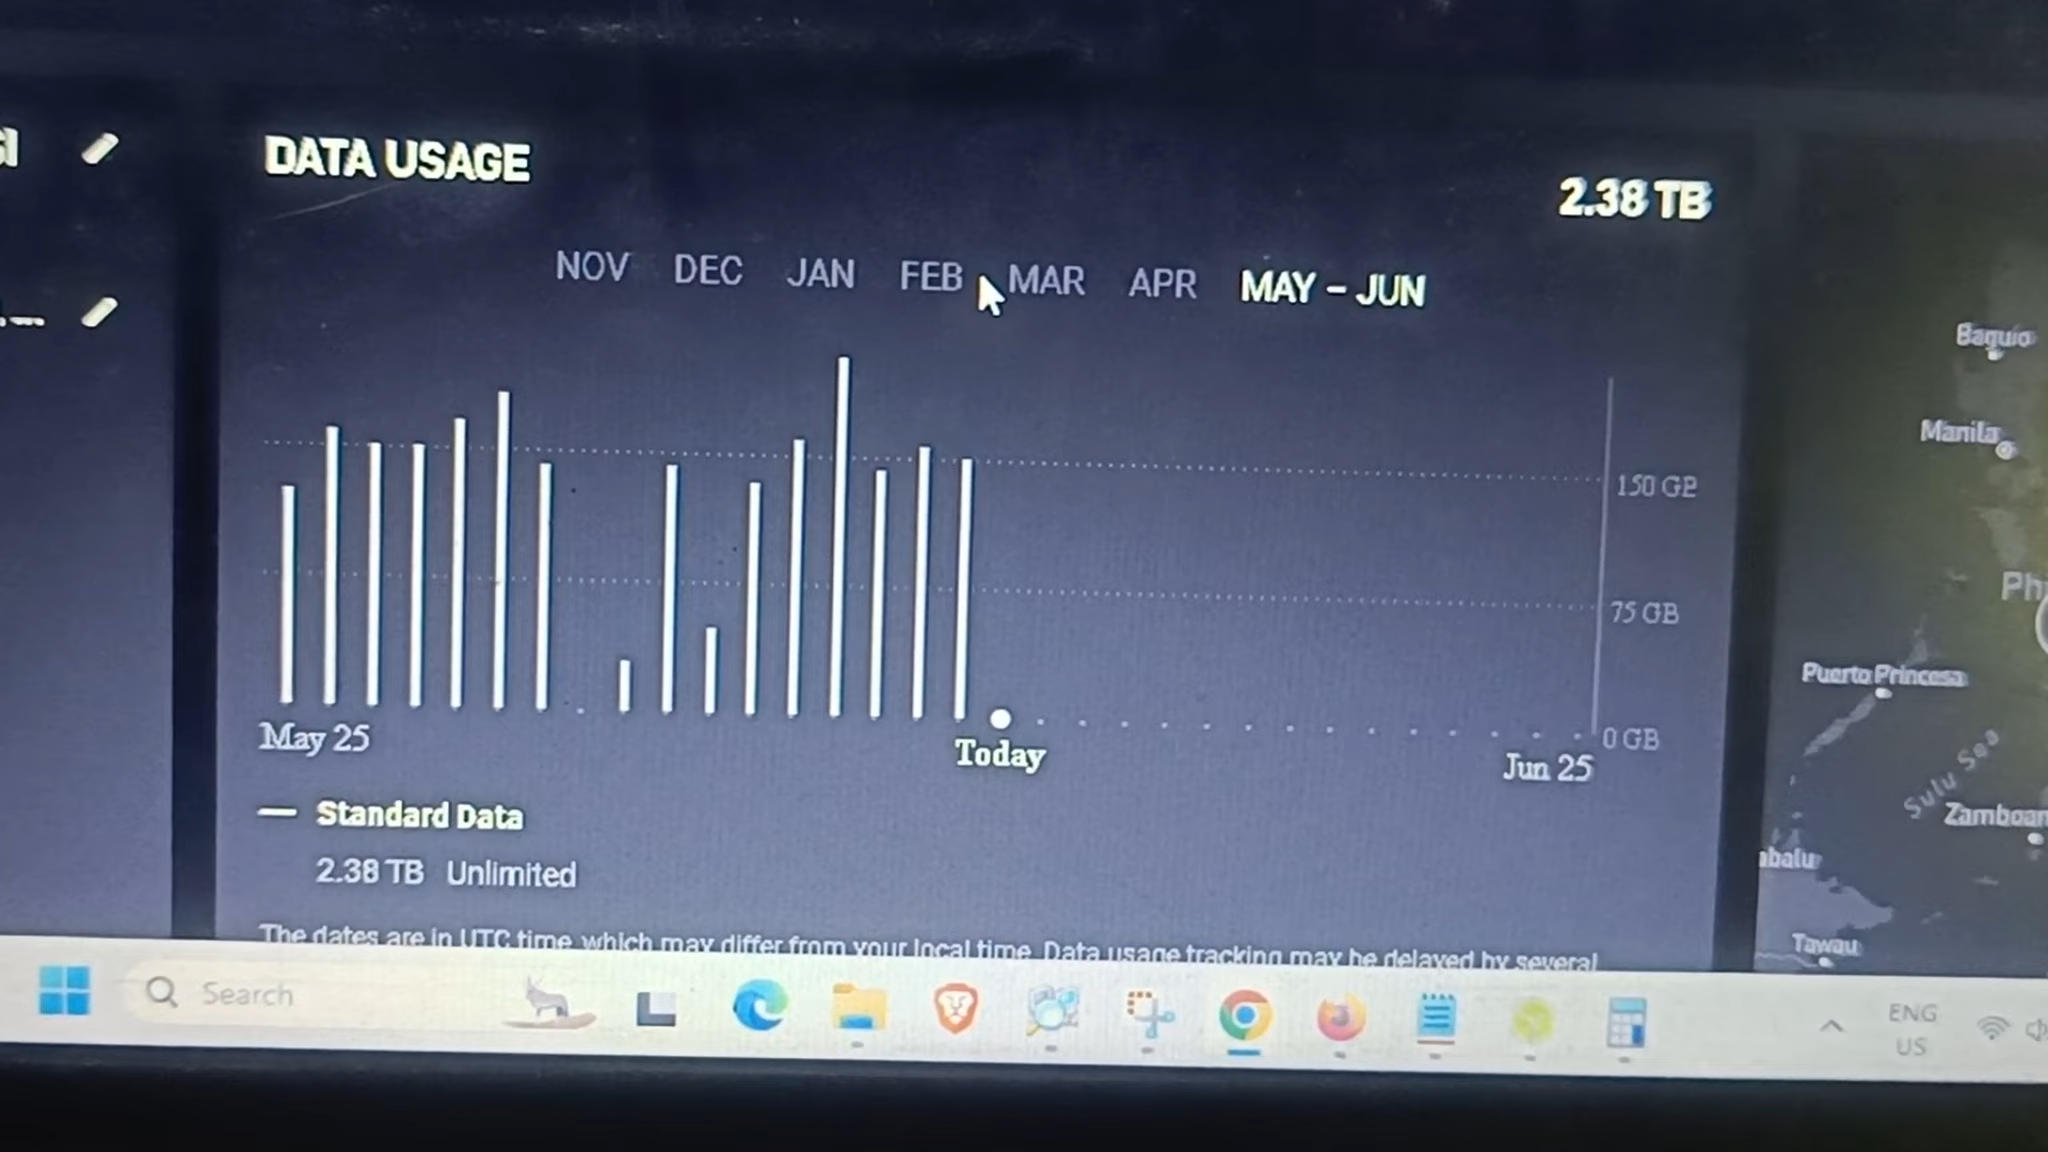 DATA USAGE
2.38 TB
NOV DEC JAN FEB MAR APR MAY – JUN
150 GB
75 GB
0 GB
May 25
Today
Jun 25
Standard Data
2.38 TB Unlimited
The dates are in UTC time which may differ from your local time. Data usage tracking may be delayed by several
Baguio
Manila
Ph
Puerto Princesa
Sulu Sea
Zamboan
abalu
Tawau
Search
ENG
US